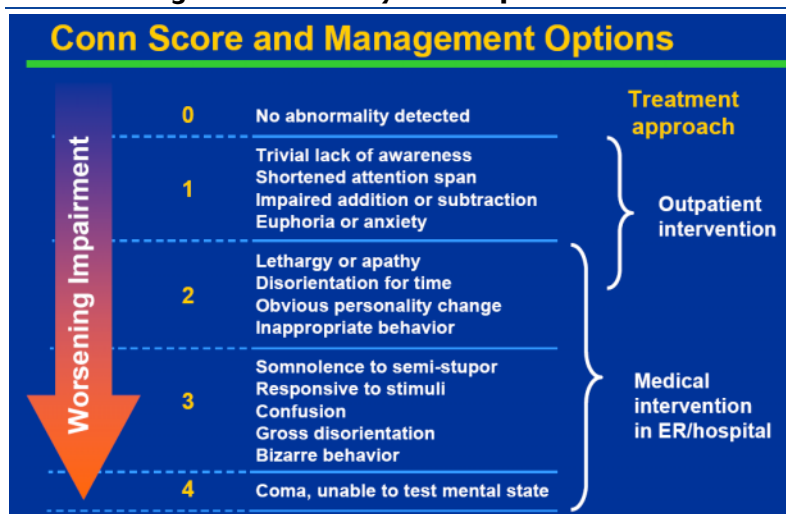 Conn Score and Management Options
Treatment
approach
0 No abnormality detected
1
Trivial lack of awareness
Shortened attention span
Impaired addition or subtraction
Euphoria or anxiety
Outpatient
intervention
2
Lethargy or apathy
Disorientation for time
Obvious personality change
Inappropriate behavior
3
Somnolence to semi-stupor
Responsive to stimuli
Confusion
Gross disorientation
Bizarre behavior
Medical
intervention
in ER/hospital
4 Coma, unable to test mental state
Worsening Impairment